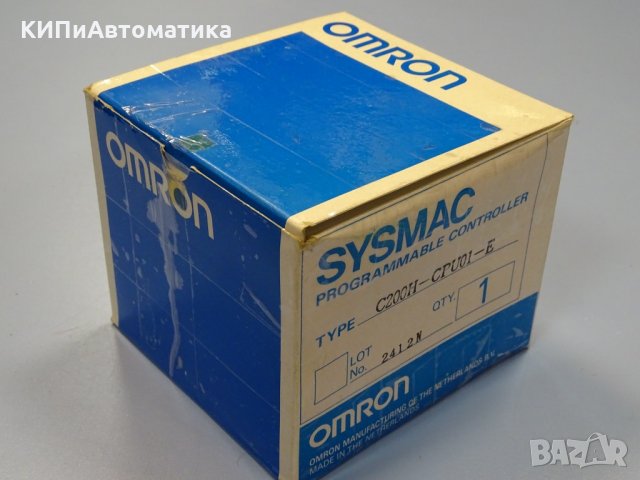 КИПиАвтоматика
OMRON
OMRON
SYSMAC
PROGRAMMABLE CONTROLLER
TYPE C200H-CPU01-E
QTY. 1
LOT No. 2412N
OMRON
OMRON MANUFACTURING OF THE NETHERLANDS B.V.
MADE IN THE NETHERLANDS
BAZAR